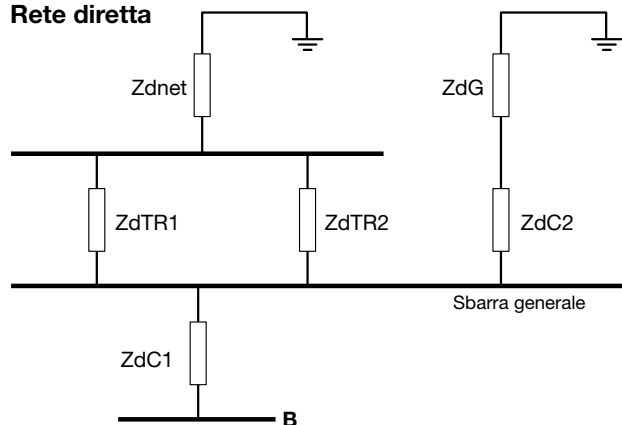 Rete diretta
Zdnet
ZdG
ZdTR1
ZdTR2
ZdC2
Sbarra generale
ZdC1
B